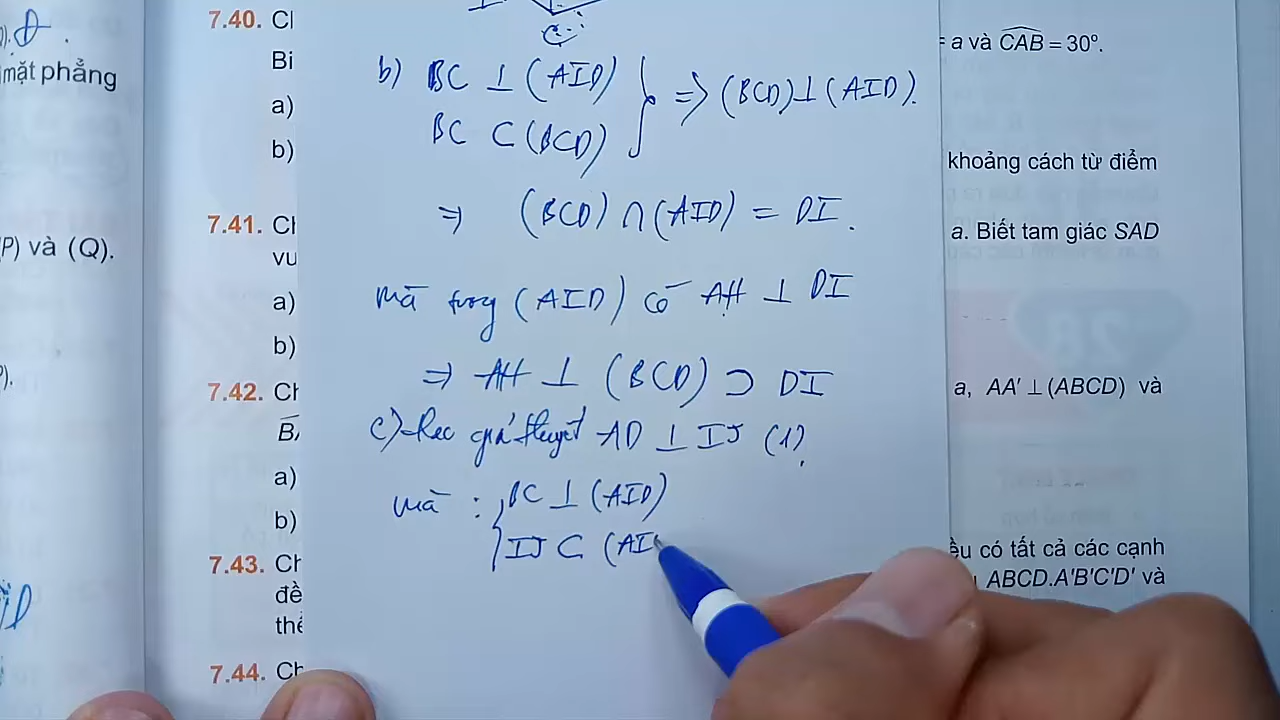 mặt phẳng
(P) và (Q).
7.40. Ch
Bi
a)
b)
7.41. Ch
vu
a)
b)
7.42. Ch
a)
b)
7.43. Ch
đề
thể
7.44. Ch
b) BC ⊥ (AID)
BC ⊂ (BCD)
⇒ (BCD) ⊥ (AID).
⇒ (BCD) ∩ (AID) = DI.
mà trong (AID) có AH ⊥ DI
⇒ AH ⊥ (BCD) ⊃ DI
c) Theo giả thuyết AD ⊥ IJ (1)
mà : BC ⊥ (AID)
IJ ⊂ (AI
= a và CAB = 30°.
khoảng cách từ điểm
a. Biết tam giác SAD
a, AA' ⊥ (ABCD) và
ều có tất cả các cạnh
ABCD.A'B'C'D' và